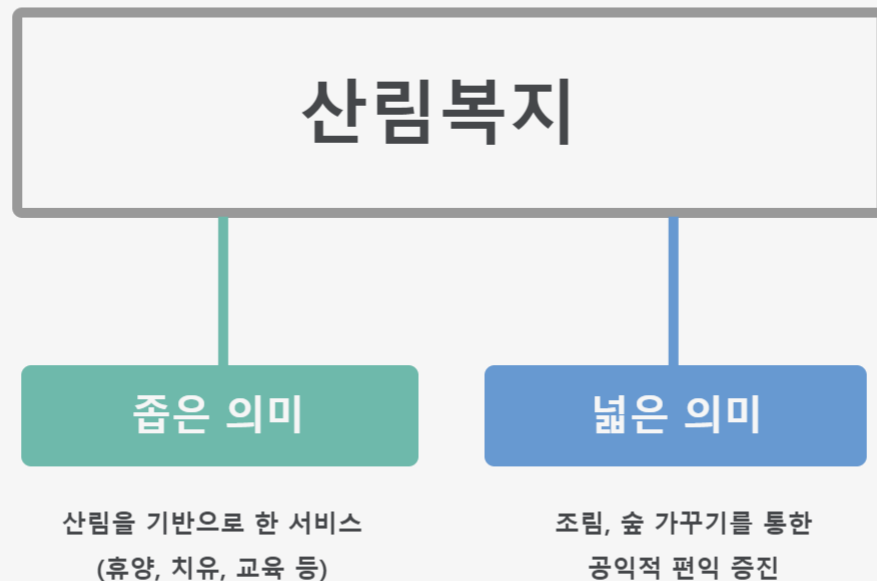 산림복지
좁은 의미
넓은 의미
산림을 기반으로 한 서비스
(휴양, 치유, 교육 등)
조림, 숲 가꾸기를 통한
공익적 편익 증진